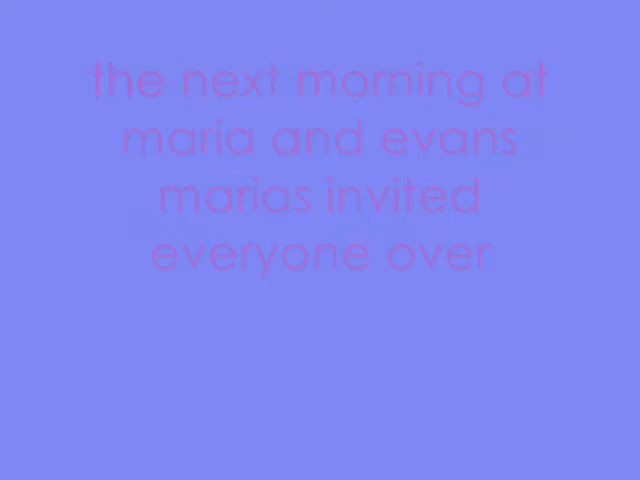 the next morning at
maria and evans
marias invited
everyone over